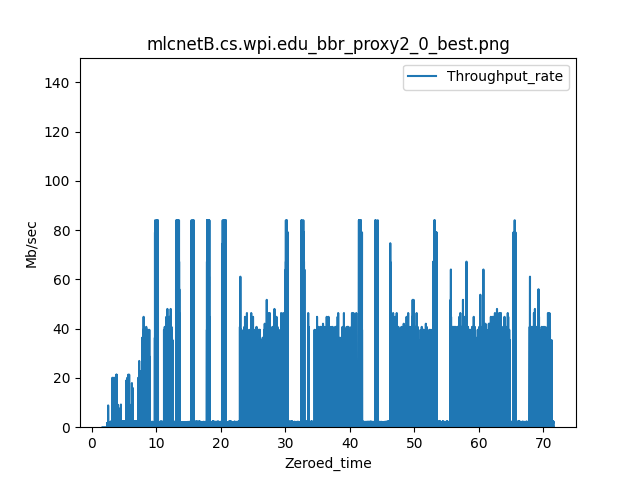 mlcnetB.cs.wpi.edu_bbr_proxy2_0_best.png
Throughput_rate
140
120
100
80
60
40
20
0
Mb/sec
0 10 20 30 40 50 60 70
Zeroed_time